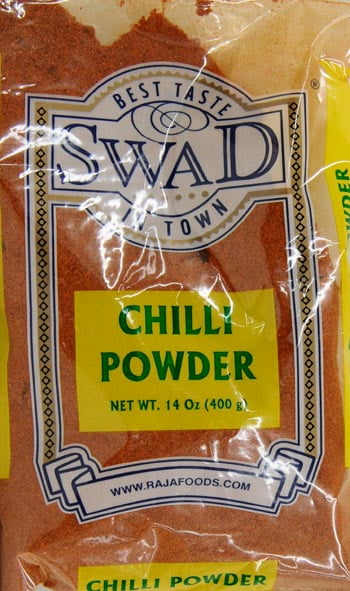 BEST TASTE
SWAD
®
TOWN
CHILLI
POWDER
NET WT. 14 Oz (400 g)
WWW.RAJAFOODS.COM
CHILLI POWDER